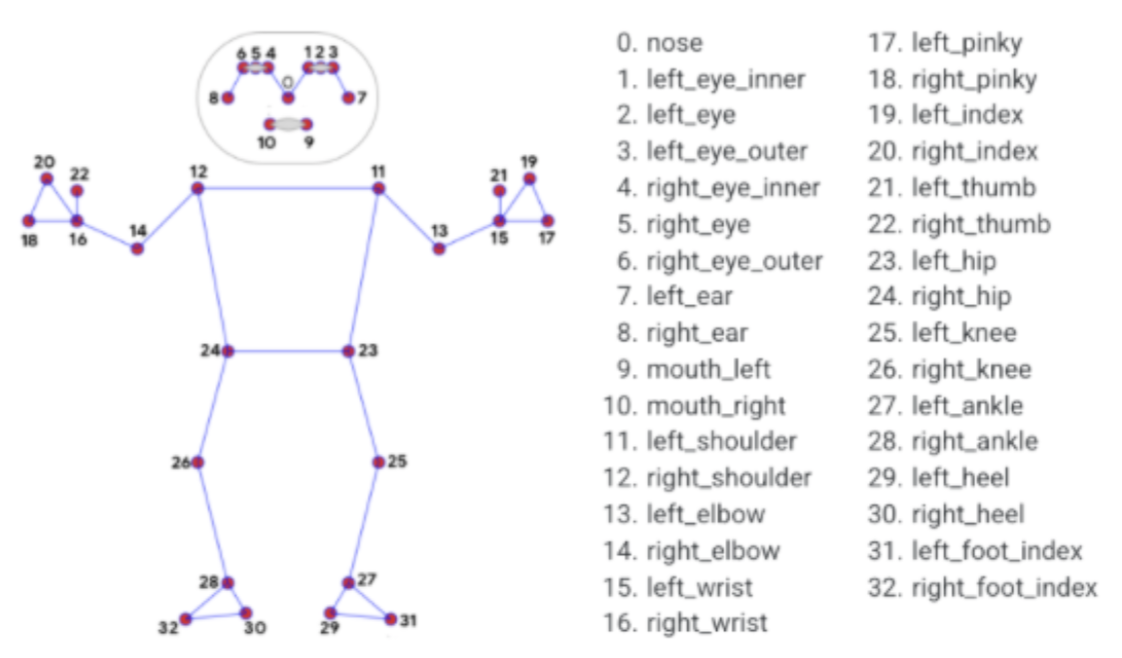 6 5 4 1 2 3
0
8 7
10 9
20 22 12 11 21 19
14 13
18 16 15 17
24 23
26 25
28 27
32 30 29 31
0. nose
1. left_eye_inner
2. left_eye
3. left_eye_outer
4. right_eye_inner
5. right_eye
6. right_eye_outer
7. left_ear
8. right_ear
9. mouth_left
10. mouth_right
11. left_shoulder
12. right_shoulder
13. left_elbow
14. right_elbow
15. left_wrist
16. right_wrist
17. left_pinky
18. right_pinky
19. left_index
20. right_index
21. left_thumb
22. right_thumb
23. left_hip
24. right_hip
25. left_knee
26. right_knee
27. left_ankle
28. right_ankle
29. left_heel
30. right_heel
31. left_foot_index
32. right_foot_index